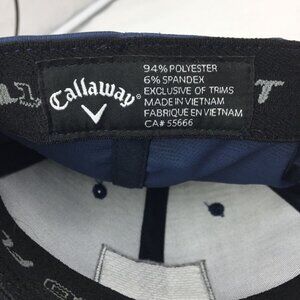 Callaway
94% POLYESTER
6% SPANDEX
EXCLUSIVE OF TRIMS
MADE IN VIETNAM
FABRIQUE EN VIETNAM
CA# 55666